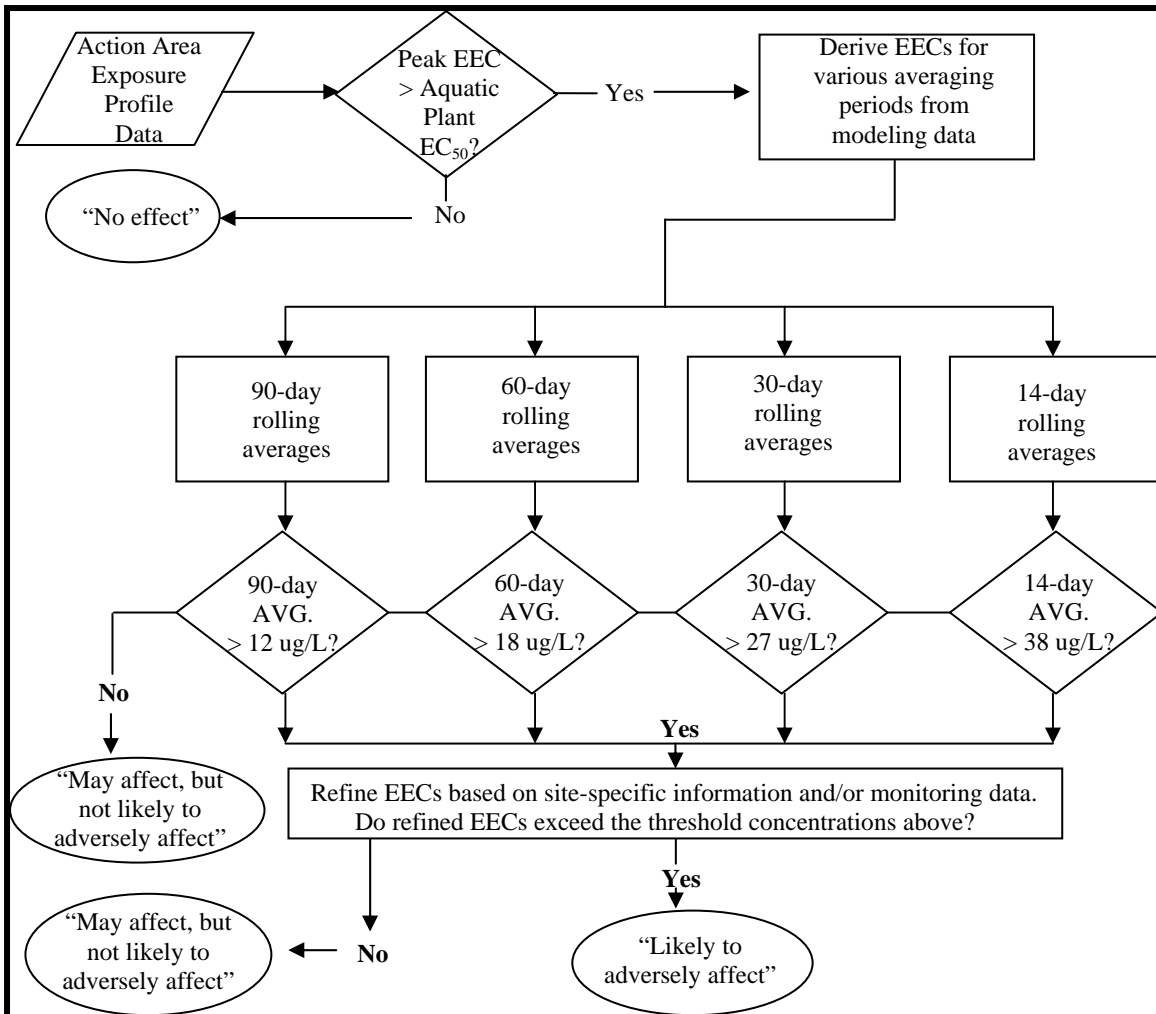 Action Area
Exposure
Profile
Data
Peak EEC
> Aquatic
Plant
EC₅₀?
Yes
Derive EECs for
various averaging
periods from
modeling data
“No effect”
No
90-day
rolling
averages
60-day
rolling
averages
30-day
rolling
averages
14-day
rolling
averages
90-day
AVG.
> 12 ug/L?
60-day
AVG.
> 18 ug/L?
30-day
AVG.
> 27 ug/L?
14-day
AVG.
> 38 ug/L?
No
Yes
“May affect, but
not likely to
adversely affect”
Refine EECs based on site-specific information and/or monitoring data.
Do refined EECs exceed the threshold concentrations above?
Yes
“May affect, but
not likely to
adversely affect”
No
“Likely to
adversely affect”